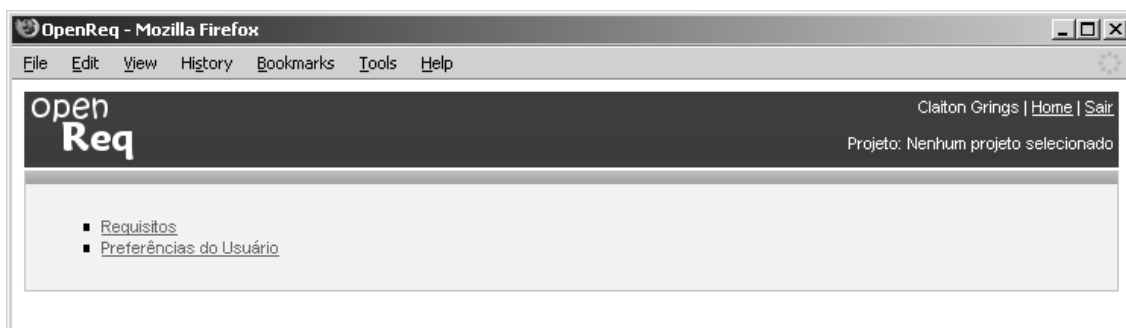 OpenReq - Mozilla Firefox
File Edit View History Bookmarks Tools Help
open
Req
Claiton Grings | Home | Sair
Projeto: Nenhum projeto selecionado
Requisitos
Preferências do Usuário